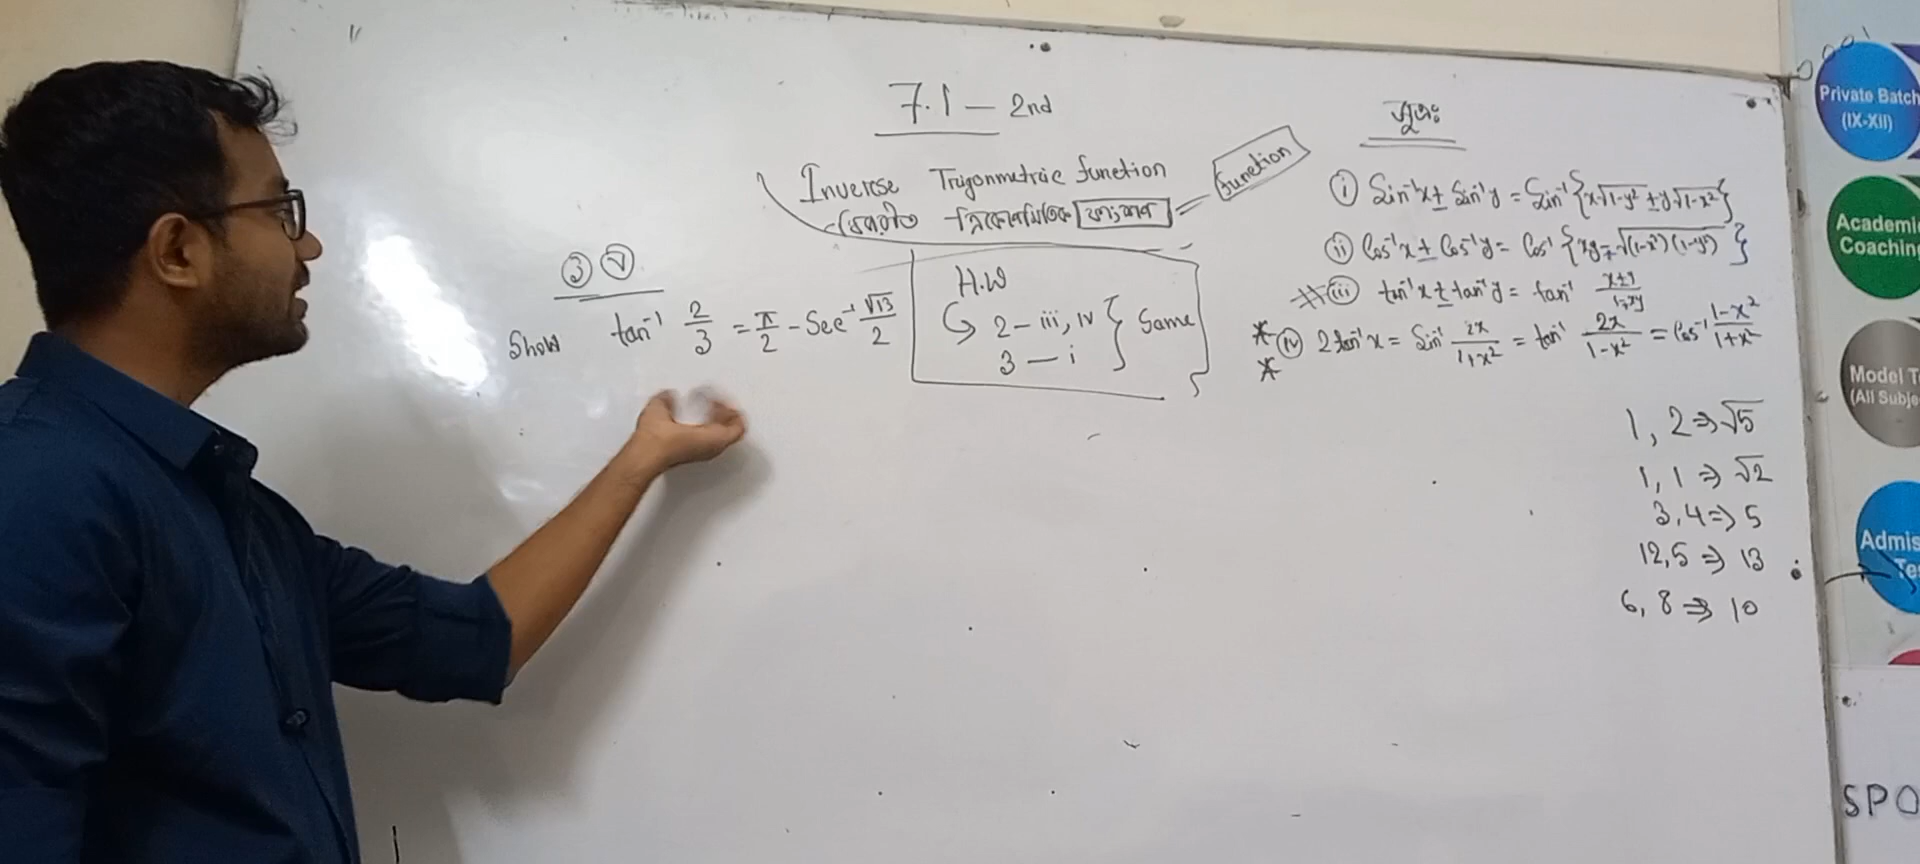 7.1 – 2nd
Inverse Trigonmetric function
বিপরীত ত্রিকোণমিতিক ফাংশন = function
③ ⓥ
Show tan⁻¹ 2/3 = π/2 - Sec⁻¹ √13/2
H.W
2 – iii, iv } Same
3 – i
সূত্রঃ
(i) Sin⁻¹x ± Sin⁻¹y = Sin⁻¹{x√1-y² ± y√1-x²}
(ii) Cos⁻¹x ± Cos⁻¹y = Cos⁻¹{xy ∓ √(1-x²)(1-y²)}
(iii) tan⁻¹x ± tan⁻¹y = tan⁻¹ x±y/1∓xy
** (iv) 2tan⁻¹x = Sin⁻¹ 2x/1+x² = tan⁻¹ 2x/1-x² = Cos⁻¹ 1-x²/1+x²
1, 2 ⇒ √5
1, 1 ⇒ √2
3, 4 ⇒ 5
12, 5 ⇒ 13
6, 8 ⇒ 10
Private Batch
(IX-XII)
Academi
Coaching
Model T
(All Subje
Admis
Te
SPO